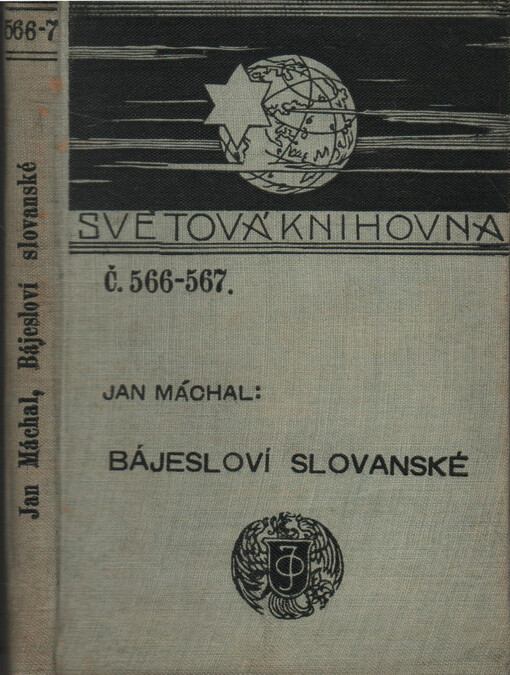 566-7
Jan Máchal, Bájesloví slovanské
SVĚTOVÁ KNIHOVNA
Č. 566-567.
JAN MÁCHAL:
BÁJESLOVÍ SLOVANSKÉ